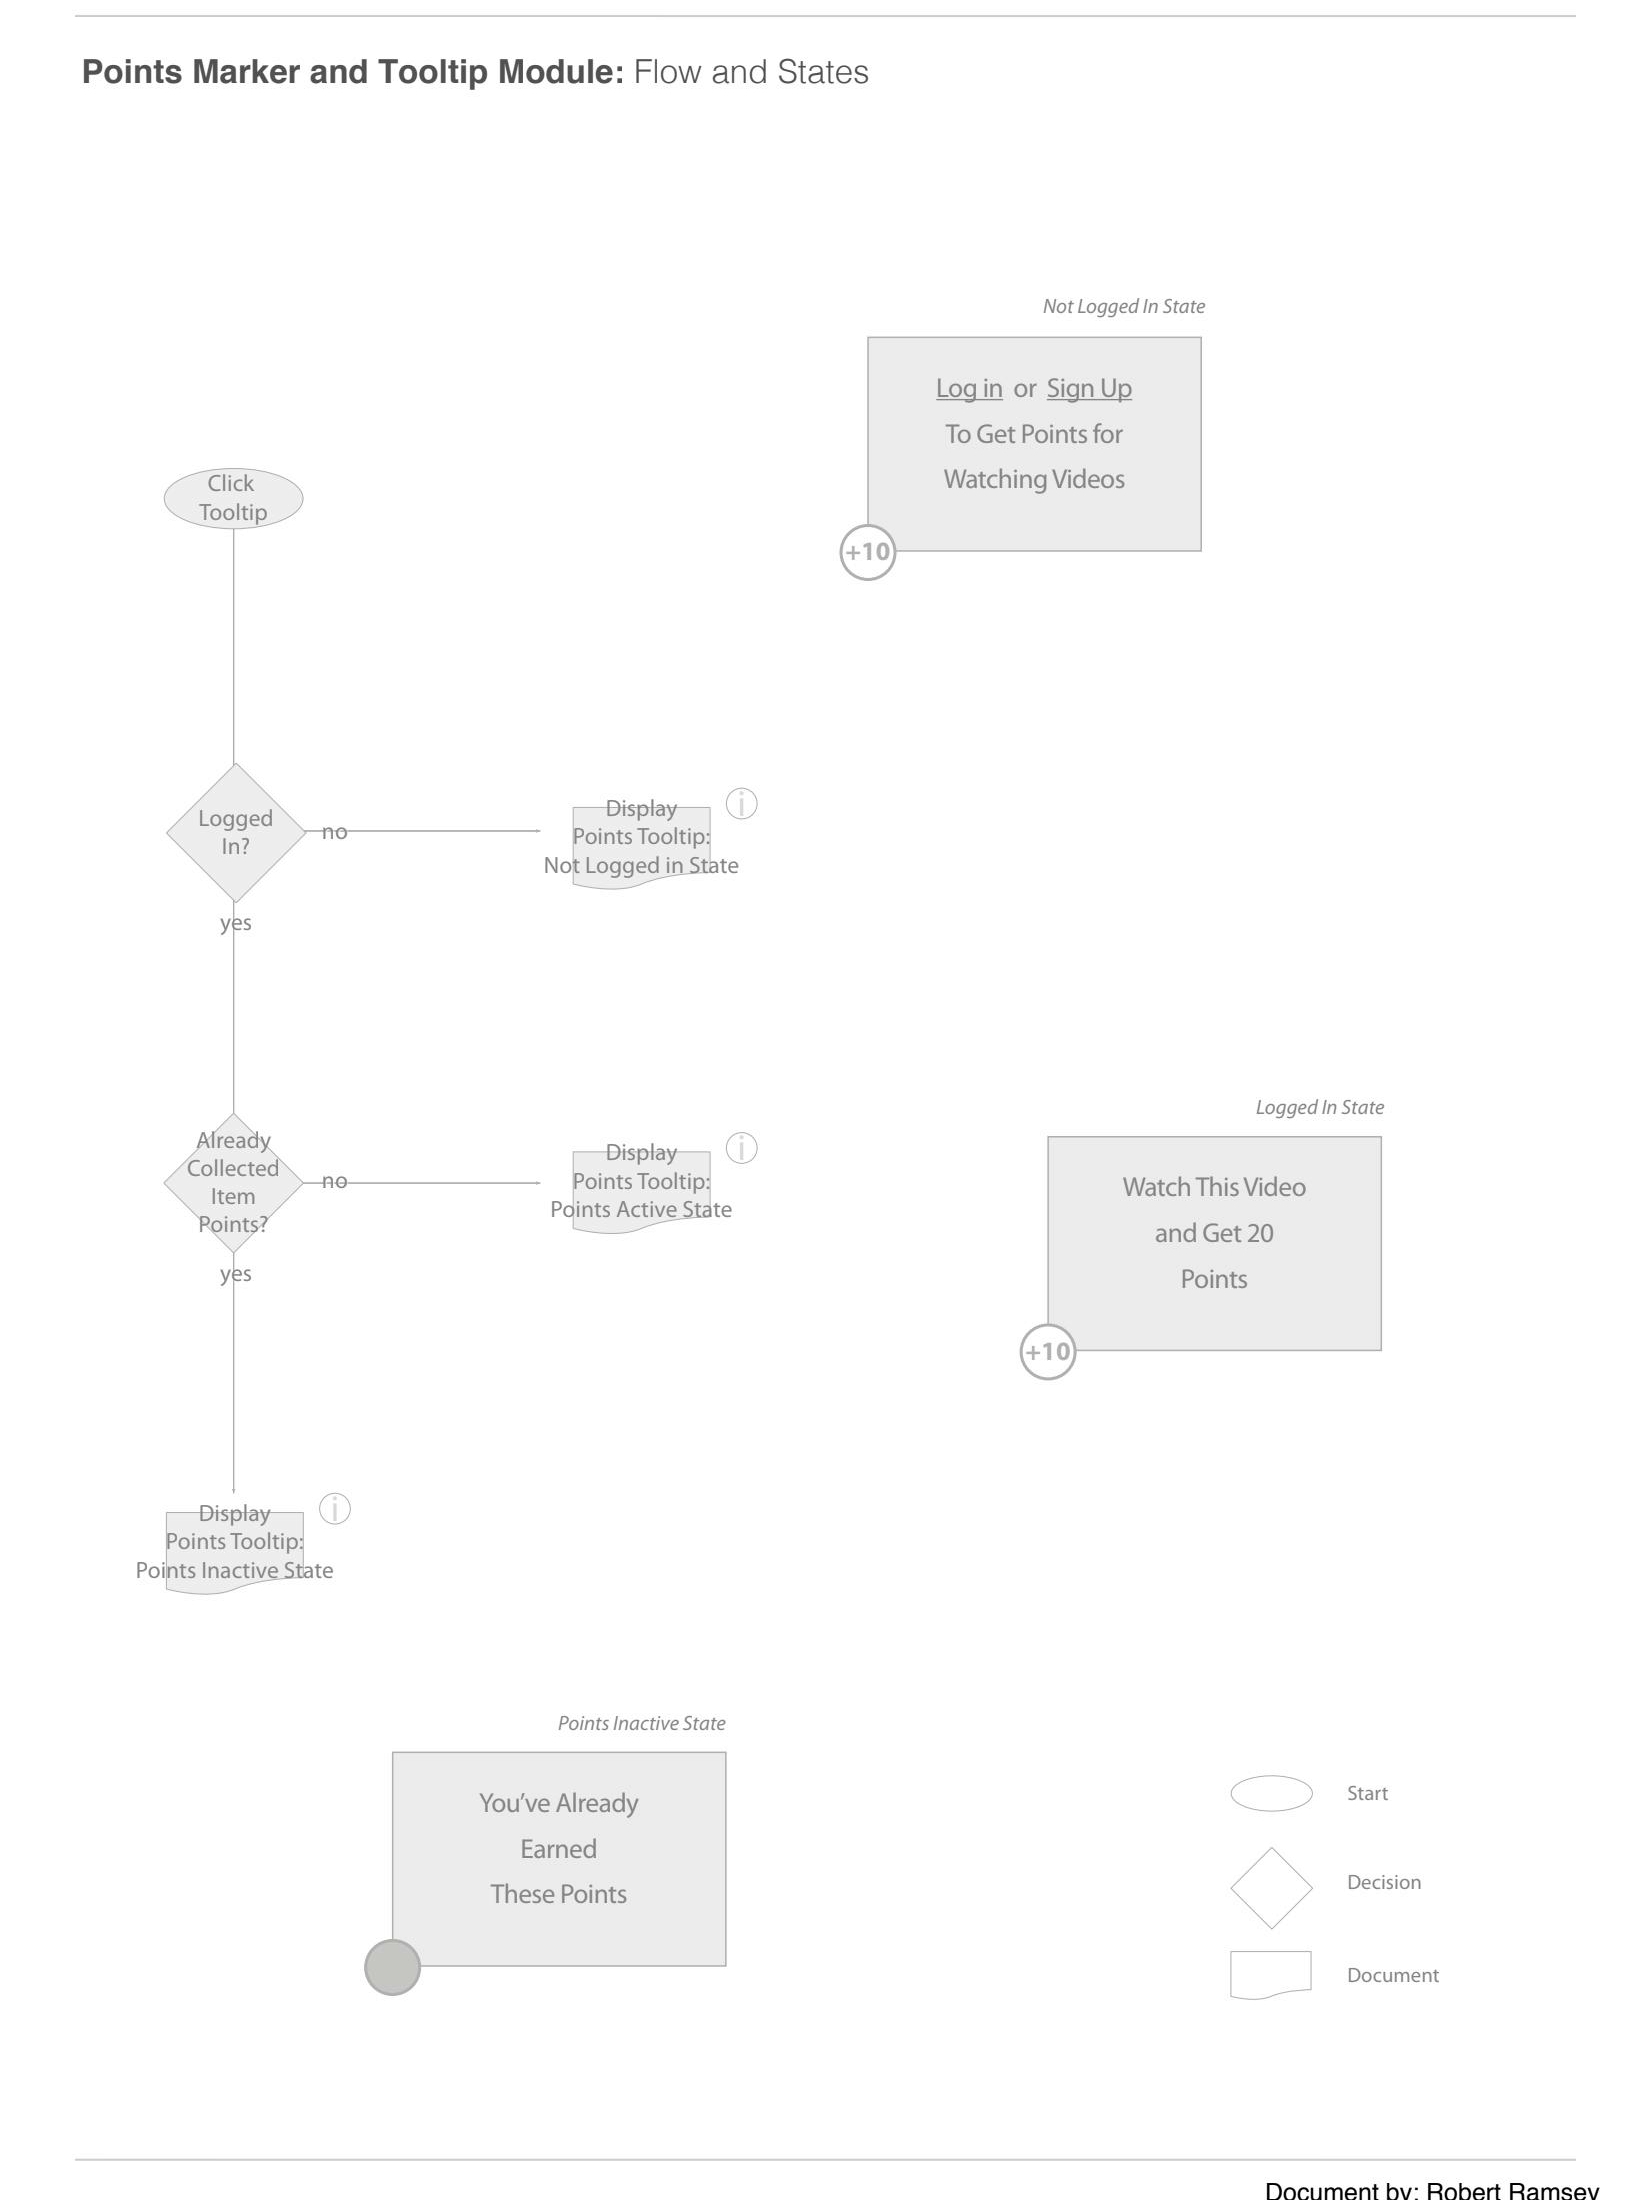 Points Marker and Tooltip Module: Flow and States
Not Logged In State
Log in or Sign Up
To Get Points for
Watching Videos
+10
Click
Tooltip
Logged
In?
no
yes
Display
Points Tooltip:
Not Logged in State
i
Already
Collected
Item
Points?
no
yes
Display
Points Tooltip:
Points Active State
i
Logged In State
Watch This Video
and Get 20
Points
+10
Display
Points Tooltip:
Points Inactive State
i
Points Inactive State
You’ve Already
Earned
These Points
Start
Decision
Document
Document by: Robert Ramsey